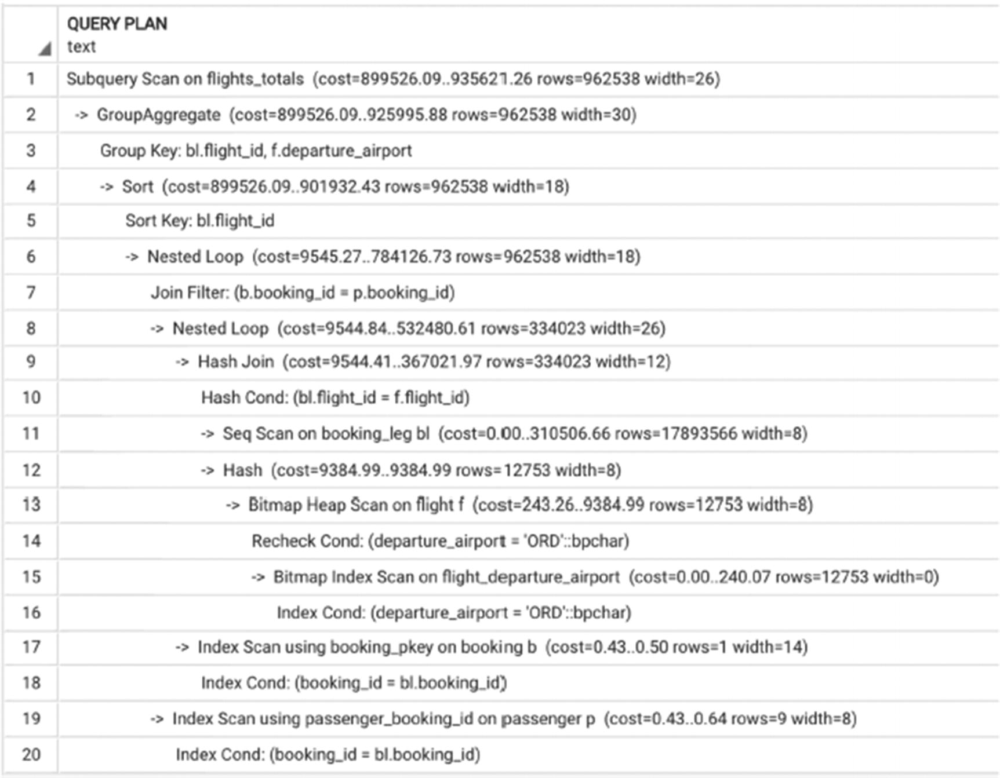 QUERY PLAN
text
1 Subquery Scan on flights_totals (cost=899526.09..935621.26 rows=962538 width=26)
2 -> GroupAggregate (cost=899526.09..925995.88 rows=962538 width=30)
3 Group Key: bl.flight_id, f.departure_airport
4 -> Sort (cost=899526.09..901932.43 rows=962538 width=18)
5 Sort Key: bl.flight_id
6 -> Nested Loop (cost=9545.27..784126.73 rows=962538 width=18)
7 Join Filter: (b.booking_id = p.booking_id)
8 -> Nested Loop (cost=9544.84..532480.61 rows=334023 width=26)
9 -> Hash Join (cost=9544.41..367021.97 rows=334023 width=12)
10 Hash Cond: (bl.flight_id = f.flight_id)
11 -> Seq Scan on booking_leg bl (cost=0.00..310506.66 rows=17893566 width=8)
12 -> Hash (cost=9384.99..9384.99 rows=12753 width=8)
13 -> Bitmap Heap Scan on flight f (cost=243.26..9384.99 rows=12753 width=8)
14 Recheck Cond: (departure_airport = 'ORD'::bpchar)
15 -> Bitmap Index Scan on flight_departure_airport (cost=0.00..240.07 rows=12753 width=0)
16 Index Cond: (departure_airport = 'ORD'::bpchar)
17 -> Index Scan using booking_pkey on booking b (cost=0.43..0.50 rows=1 width=14)
18 Index Cond: (booking_id = bl.booking_id)
19 -> Index Scan using passenger_booking_id on passenger p (cost=0.43..0.64 rows=9 width=8)
20 Index Cond: (booking_id = bl.booking_id)